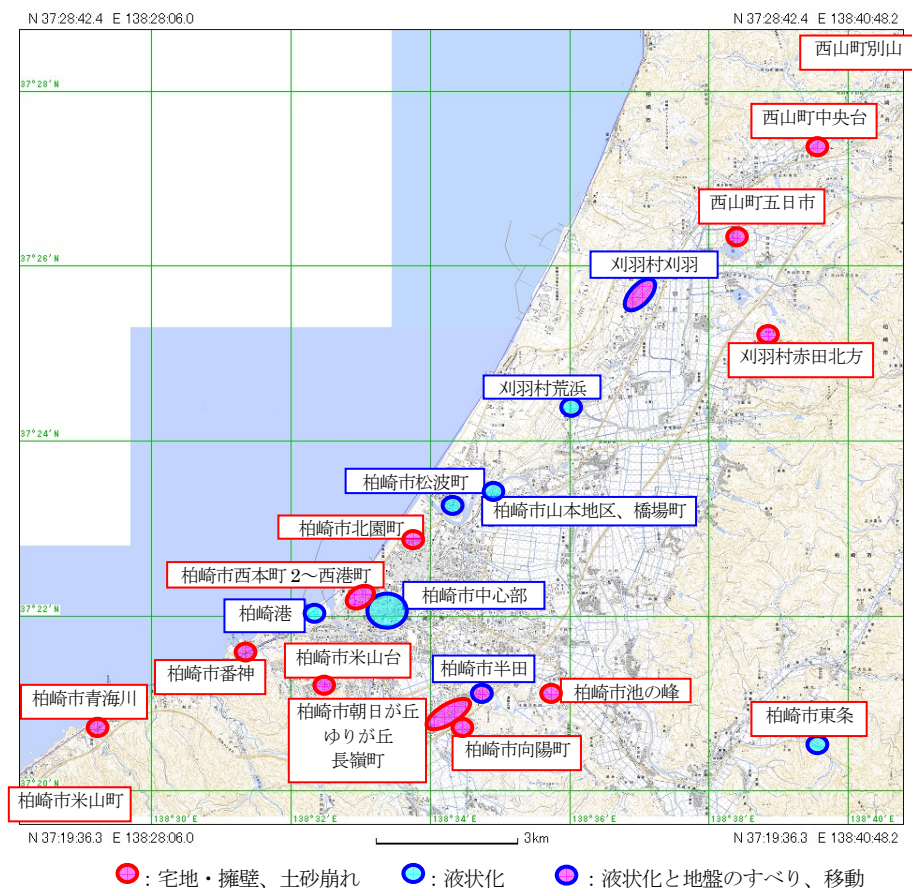 N 37:28:42.4 E 138:28:06.0
N 37:28:42.4 E 138:40:48.2
西山町別山
37°28′N
西山町中央台
西山町五日市
37°26′N
刈羽村刈羽
刈羽村赤田北方
刈羽村荒浜
37°24′N
柏崎市松波町
柏崎市山本地区、橋場町
柏崎市北園町
柏崎市西本町 2～西港町
柏崎市中心部
柏崎港
37°22′N
柏崎市番神
柏崎市米山台
柏崎市半田
柏崎市池の峰
柏崎市青海川
柏崎市朝日が丘
ゆりが丘
長嶺町
柏崎市向陽町
柏崎市東条
37°20′N
柏崎市米山町
138°30′E
138°32′E
138°34′E
138°36′E
138°38′E
138°40′E
N 37:19:36.3 E 138:28:06.0
3km
N 37:19:36.3 E 138:40:48.2
：宅地・擁壁、土砂崩れ
：液状化
：液状化と地盤のすべり、移動